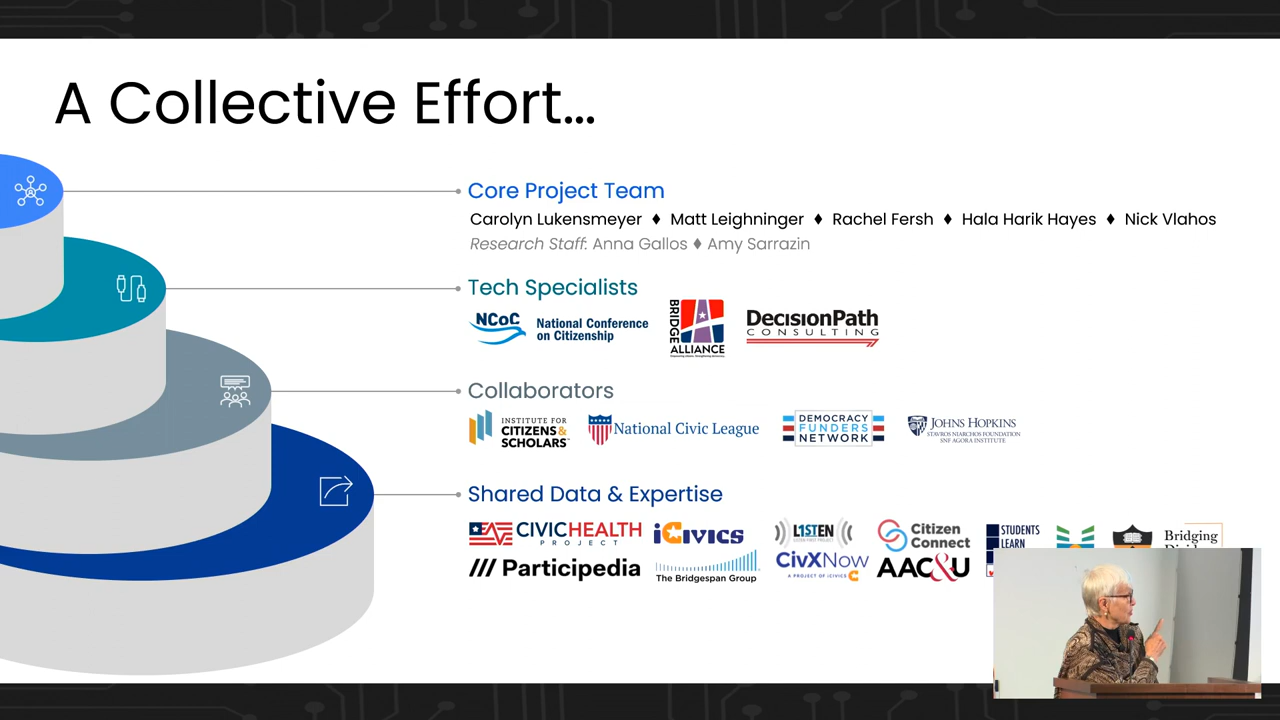 A Collective Effort...
Core Project Team
Carolyn Lukensmeyer ♦ Matt Leighninger ♦ Rachel Fersh ♦ Hala Harik Hayes ♦ Nick Vlahos
Research Staff: Anna Gallos ♦ Amy Sarrazin
Tech Specialists
NCoC National Conference
on Citizenship
BRIDGE
ALLIANCE
DECISIONPATH
CONSULTING
Collaborators
INSTITUTE FOR
CITIZENS &
SCHOLARS
National Civic League
DEMOCRACY
FUNDERS
NETWORK
JOHNS HOPKINS
STAVROS NIARCHOS FOUNDATION
SNF AGORA INSTITUTE
Shared Data & Expertise
CIVICHEALTH
PROJECT
iCivics
L1STEN
Citizen
Connect
STUDENTS
LEARN
Bridging
Participedia
The Bridgespan Group
CivXNow
A PROJECT OF iCIVICS
AAC&U